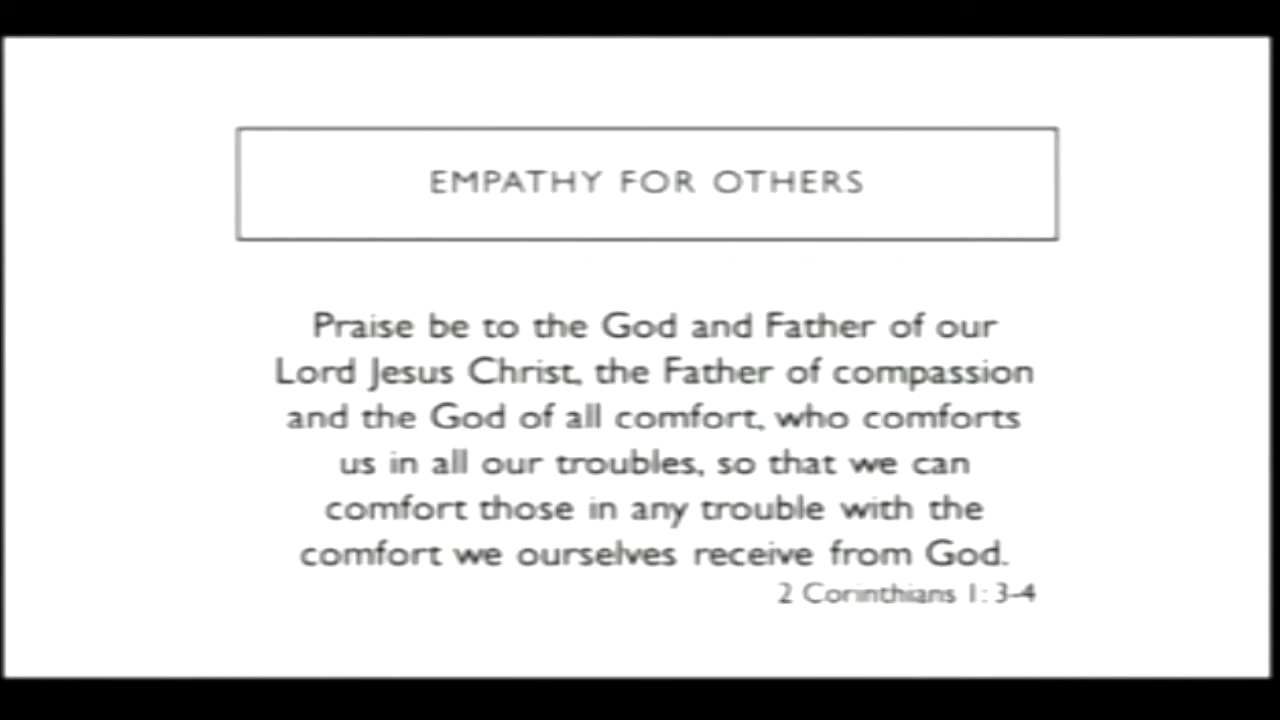 EMPATHY FOR OTHERS
Praise be to the God and Father of our
Lord Jesus Christ, the Father of compassion
and the God of all comfort, who comforts
us in all our troubles, so that we can
comfort those in any trouble with the
comfort we ourselves receive from God.
2 Corinthians 1: 3-4